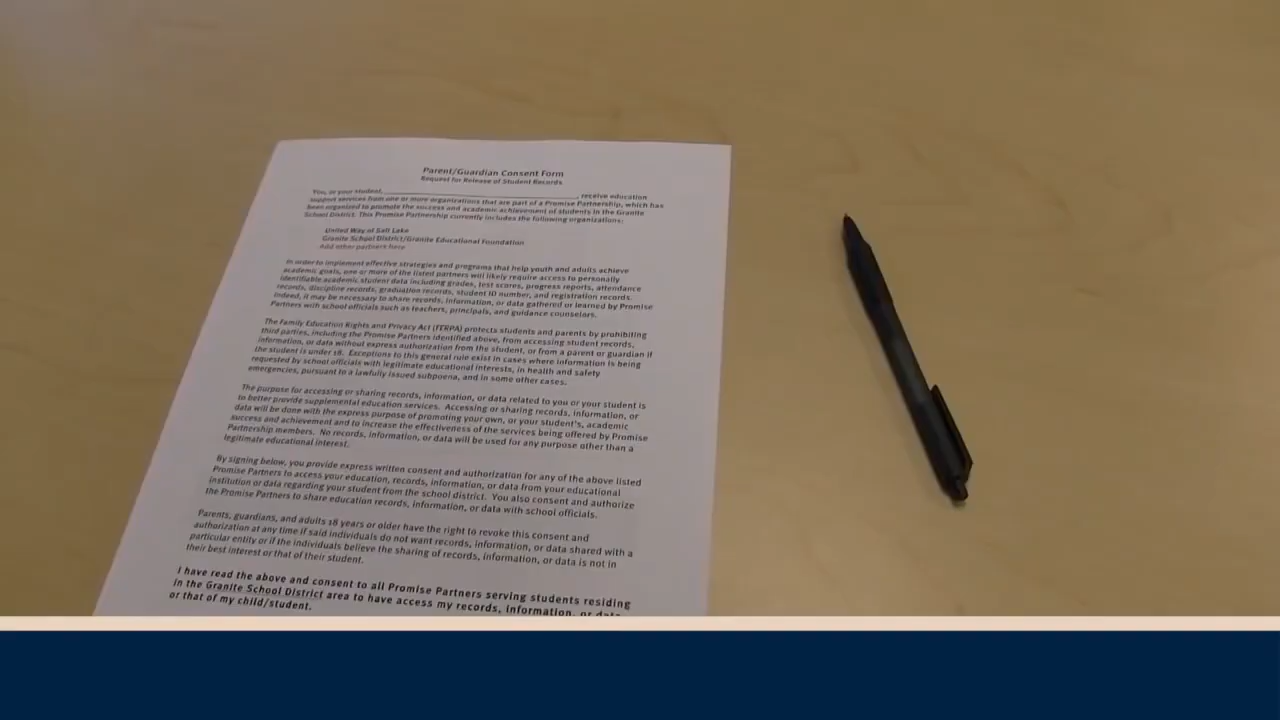 Parent/Guardian Consent Form
Request for Release of Student Records
You, or your student, ________________________________, receive education
support services from one or more organizations that are part of a Promise Partnership, which has
been organized to promote the success and academic achievement of students in the Granite
School District. This Promise Partnership currently includes the following organizations:
United Way of Salt Lake
Granite School District/Granite Educational Foundation
Add other partners here
In order to implement effective strategies and programs that help youth and adults achieve
academic goals, one or more of the listed partners will likely require access to personally
identifiable academic student data including grades, test scores, progress reports, attendance
records, discipline records, graduation records, student ID number, and registration records.
Indeed, it may be necessary to share records, information, or data gathered or learned by Promise
Partners with school officials such as teachers, principals, and guidance counselors.
The Family Education Rights and Privacy Act (FERPA) protects students and parents by prohibiting
third parties, including the Promise Partners identified above, from accessing student records,
information, or data without express authorization from the student, or from a parent or guardian if
the student is under 18. Exceptions to this general rule exist in cases where information is being
requested by school officials with legitimate educational interests, in health and safety
emergencies, pursuant to a lawfully issued subpoena, and in some other cases.
The purpose for accessing or sharing records, information, or data related to you or your student is
to better provide supplemental education services. Accessing or sharing records, information, or
data will be done with the express purpose of promoting your own, or your student's, academic
success and achievement and to increase the effectiveness of the services being offered by Promise
Partnership members. No records, information, or data will be used for any purpose other than a
legitimate educational interest.
By signing below, you provide express written consent and authorization for any of the above listed
Promise Partners to access your education, records, information, or data from your educational
institution or data regarding your student from the school district. You also consent and authorize
the Promise Partners to share education records, information, or data with school officials.
Parents, guardians, and adults 18 years or older have the right to revoke this consent and
authorization at any time if said individuals do not want records, information, or data shared with a
particular entity or if the individuals believe the sharing of records, information, or data is not in
their best interest or that of their student.
I have read the above and consent to all Promise Partners serving students residing
in the Granite School District area to have access my records, information, or data
or that of my child/student.